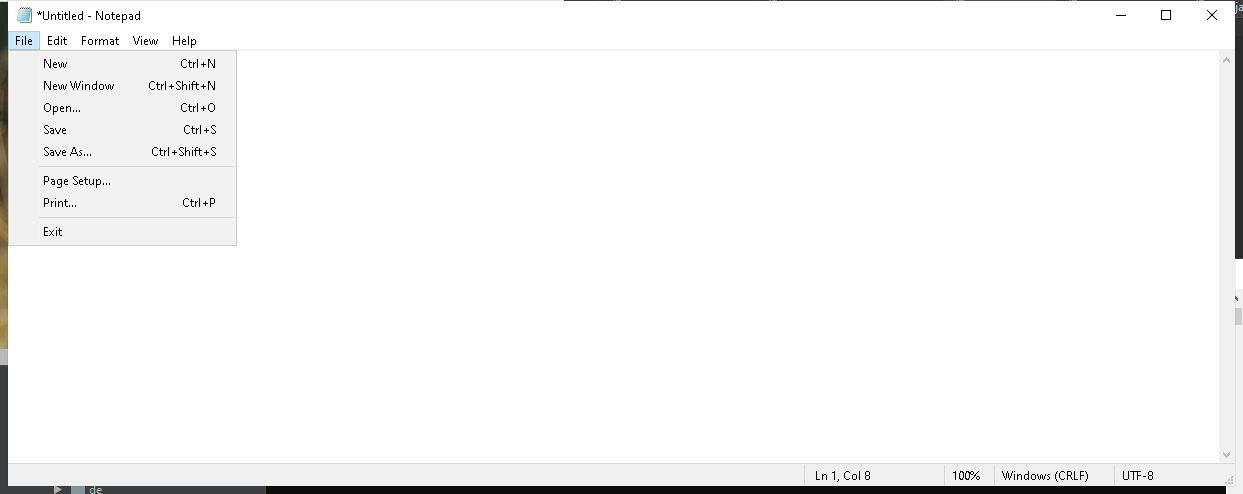 *Untitled - Notepad
File Edit Format View Help
New Ctrl+N
New Window Ctrl+Shift+N
Open... Ctrl+O
Save Ctrl+S
Save As... Ctrl+Shift+S
Page Setup...
Print... Ctrl+P
Exit
Ln 1, Col 8 100% Windows (CRLF) UTF-8
de